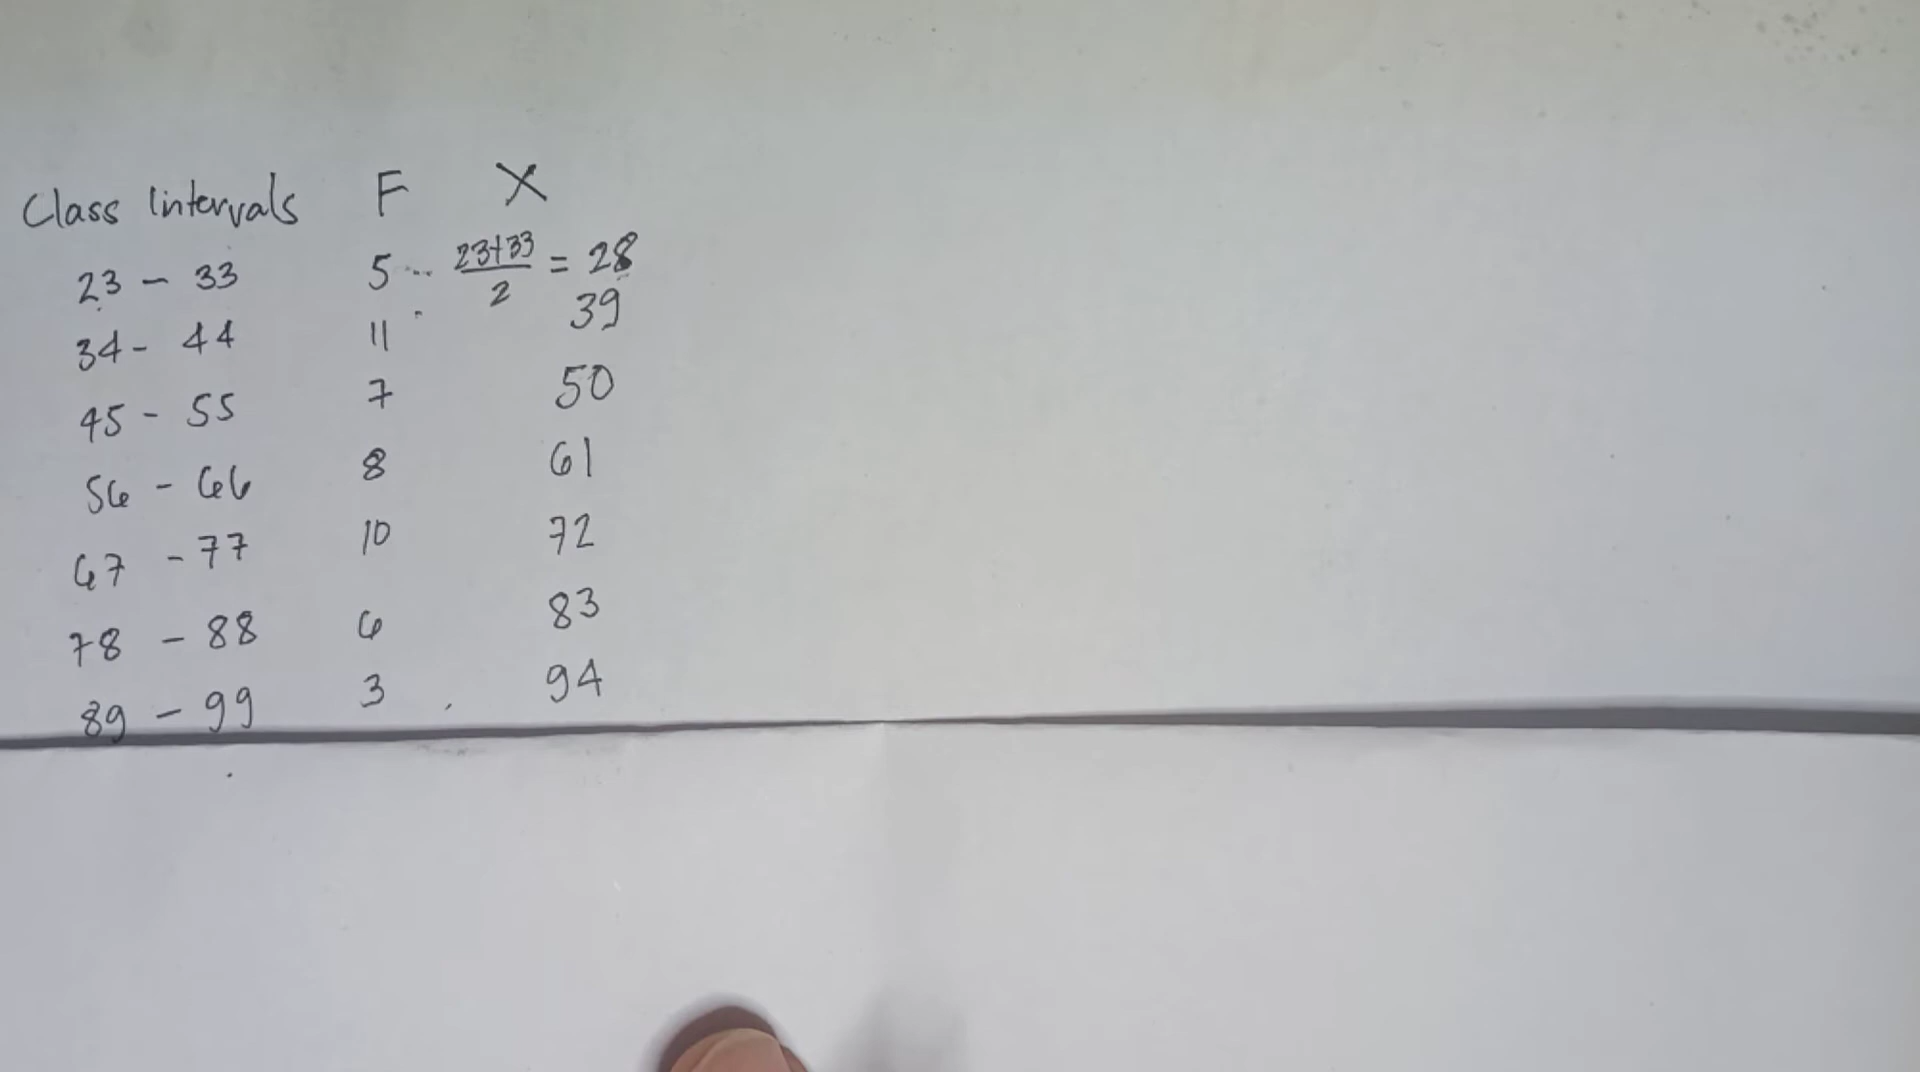 Class Intervals F X
23 - 33 5 ... 23+33/2 = 28
34 - 44 11 39
45 - 55 7 50
56 - 66 8 61
67 - 77 10 72
78 - 88 6 83
89 - 99 3 94